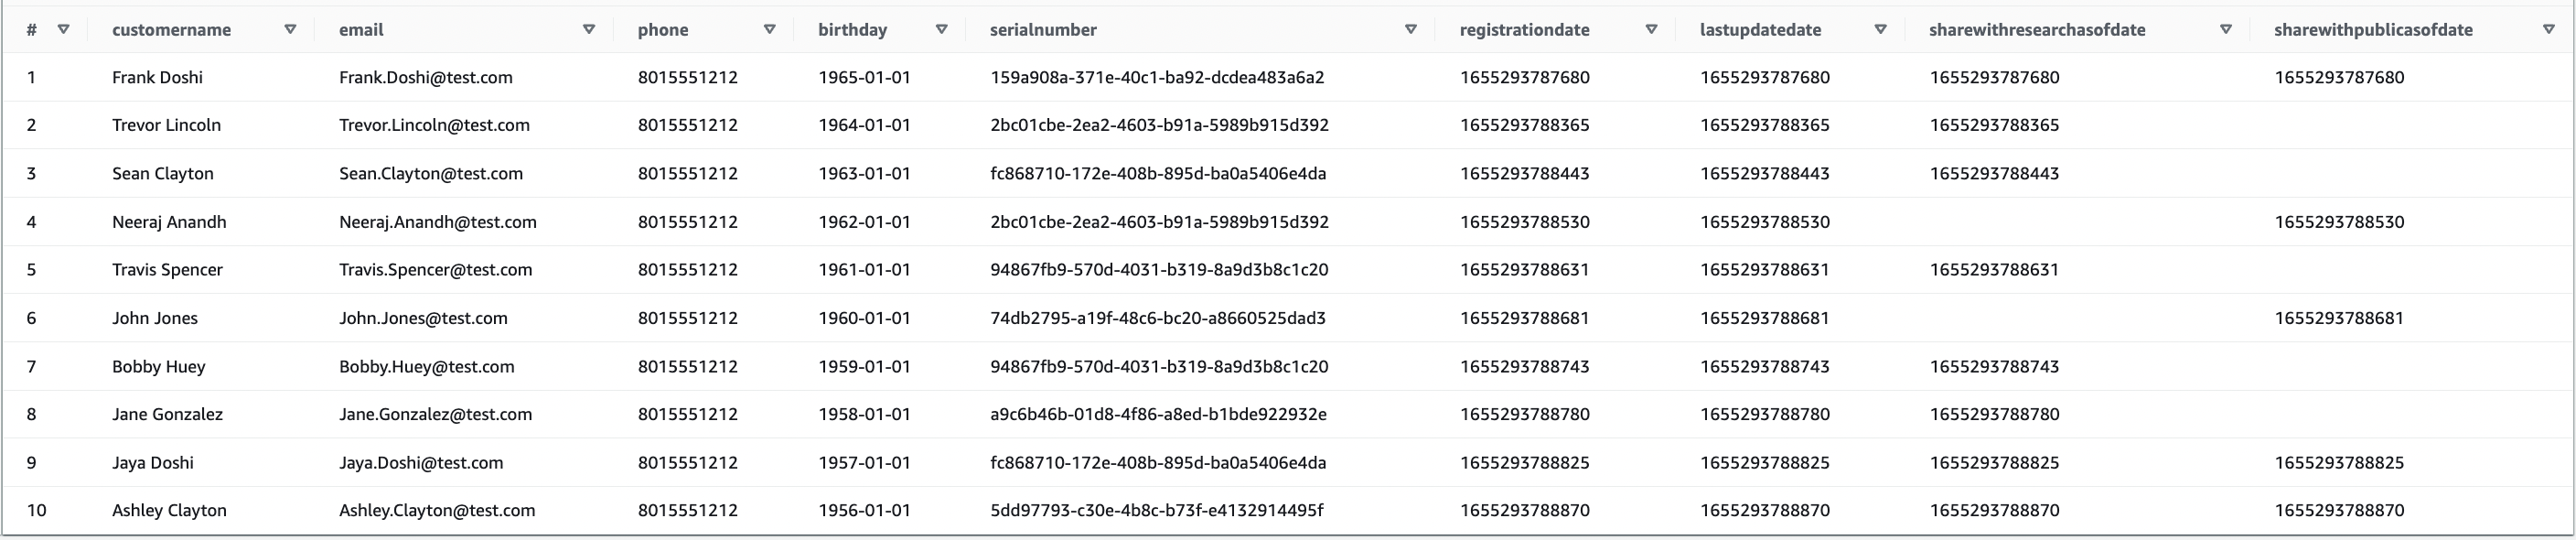 # customername email phone birthday serialnumber registrationdate lastupdatedate sharewithresearchasofdate sharewithpublicasofdate
1 Frank Doshi Frank.Doshi@test.com 8015551212 1965-01-01 159a908a-371e-40c1-ba92-dcdea483a6a2 1655293787680 1655293787680 1655293787680 1655293787680
2 Trevor Lincoln Trevor.Lincoln@test.com 8015551212 1964-01-01 2bc01cbe-2ea2-4603-b91a-5989b915d392 1655293788365 1655293788365 1655293788365
3 Sean Clayton Sean.Clayton@test.com 8015551212 1963-01-01 fc868710-172e-408b-895d-ba0a5406e4da 1655293788443 1655293788443 1655293788443
4 Neeraj Anandh Neeraj.Anandh@test.com 8015551212 1962-01-01 2bc01cbe-2ea2-4603-b91a-5989b915d392 1655293788530 1655293788530 1655293788530
5 Travis Spencer Travis.Spencer@test.com 8015551212 1961-01-01 94867fb9-570d-4031-b319-8a9d3b8c1c20 1655293788631 1655293788631 1655293788631
6 John Jones John.Jones@test.com 8015551212 1960-01-01 74db2795-a19f-48c6-bc20-a8660525dad3 1655293788681 1655293788681 1655293788681
7 Bobby Huey Bobby.Huey@test.com 8015551212 1959-01-01 94867fb9-570d-4031-b319-8a9d3b8c1c20 1655293788743 1655293788743 1655293788743
8 Jane Gonzalez Jane.Gonzalez@test.com 8015551212 1958-01-01 a9c6b46b-01d8-4f86-a8ed-b1bde922932e 1655293788780 1655293788780 1655293788780
9 Jaya Doshi Jaya.Doshi@test.com 8015551212 1957-01-01 fc868710-172e-408b-895d-ba0a5406e4da 1655293788825 1655293788825 1655293788825 1655293788825
10 Ashley Clayton Ashley.Clayton@test.com 8015551212 1956-01-01 5dd97793-c30e-4b8c-b73f-e4132914495f 1655293788870 1655293788870 1655293788870 1655293788870